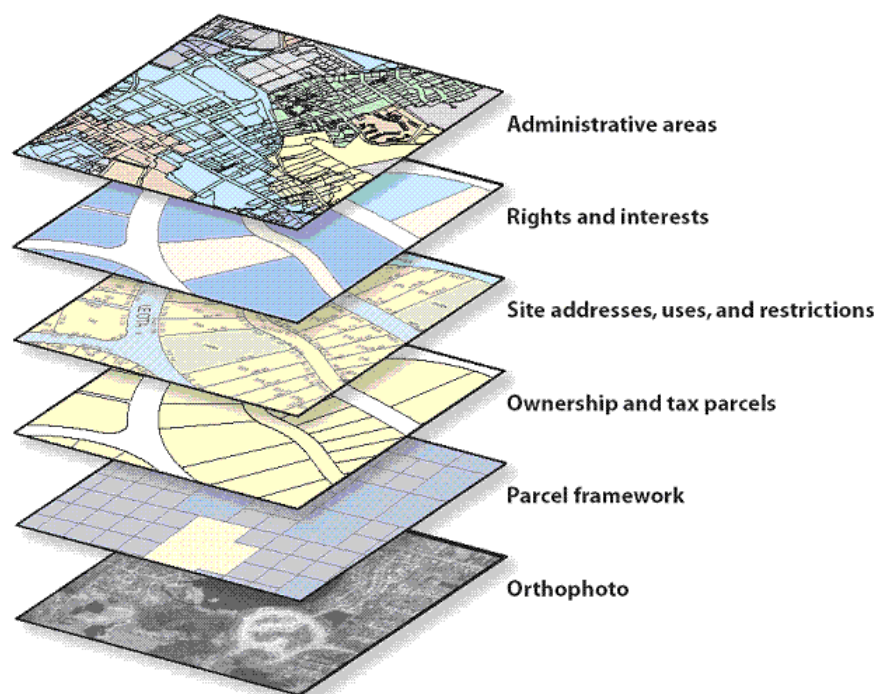 Administrative areas
Rights and interests
Site addresses, uses, and restrictions
Ownership and tax parcels
Parcel framework
Orthophoto